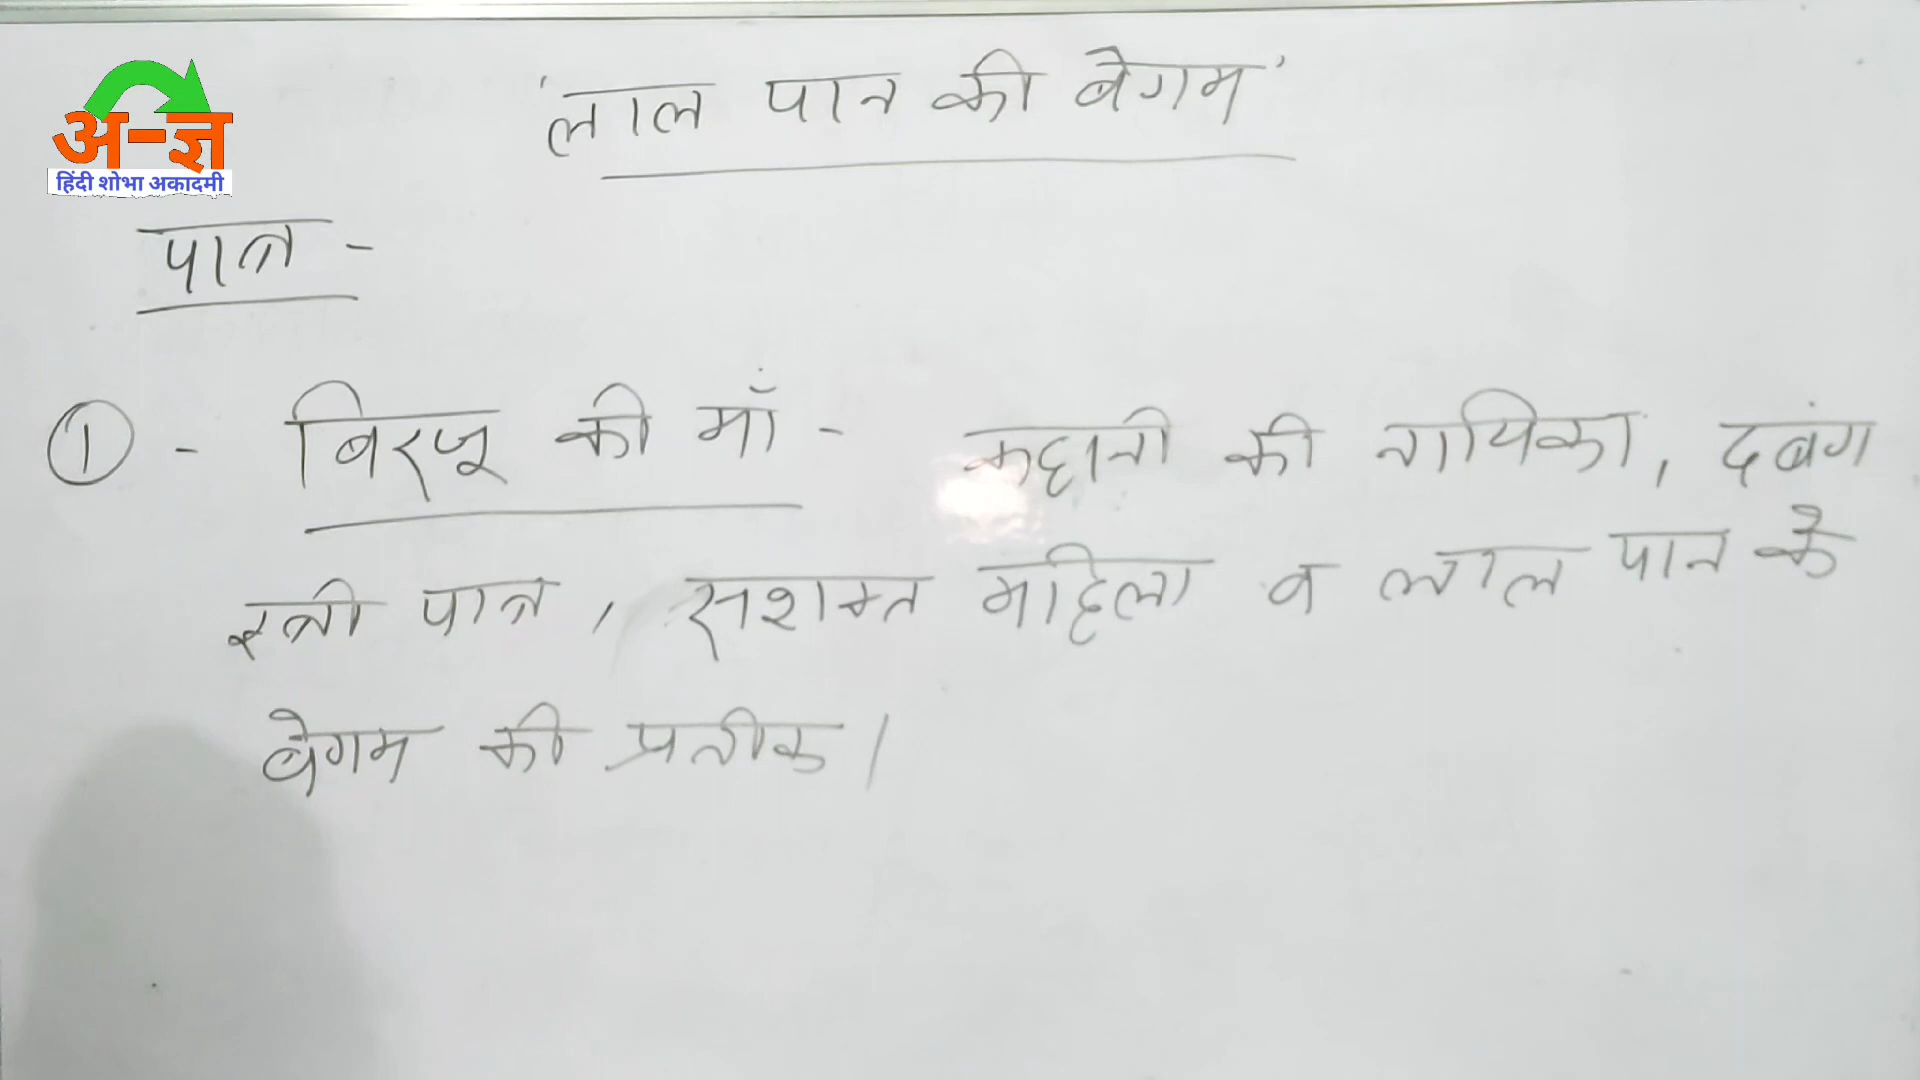 'लाल पान की बेगम'
अ-ज्ञ
हिंदी शोभा अकादमी
पात्र -
① - बिरजू की माँ - कहानी की नायिका, दबंग
स्त्री पात्र, सशक्त महिला व लाल पान के
बेगम की प्रतीक।